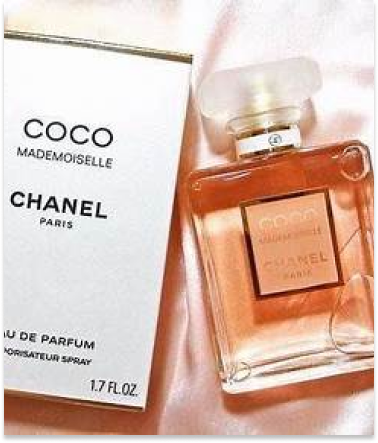 COCO
MADEMOISELLE
CHANEL
PARIS
AU DE PARFUM
PORISATEUR SPRAY
1.7 FL.OZ.
COCO
MADEMOISELLE
CHANEL
PARIS